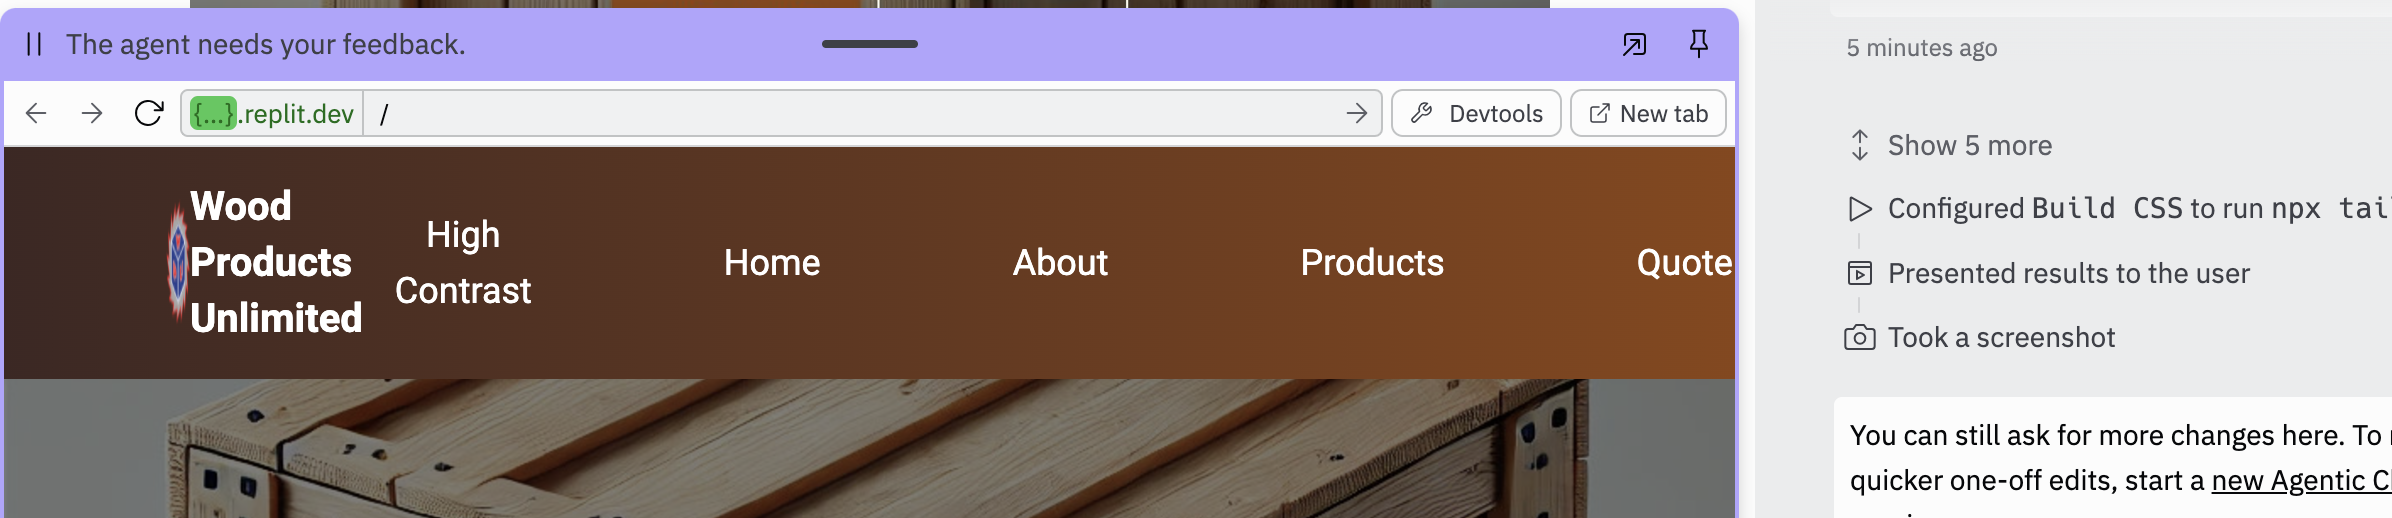 The agent needs your feedback.
{...}.replit.dev /
Devtools
New tab
Wood
Products
Unlimited
High
Contrast
Home
About
Products
Quote
5 minutes ago
Show 5 more
Configured Build CSS to run npx tail
Presented results to the user
Took a screenshot
You can still ask for more changes here. To
quicker one-off edits, start a new Agentic